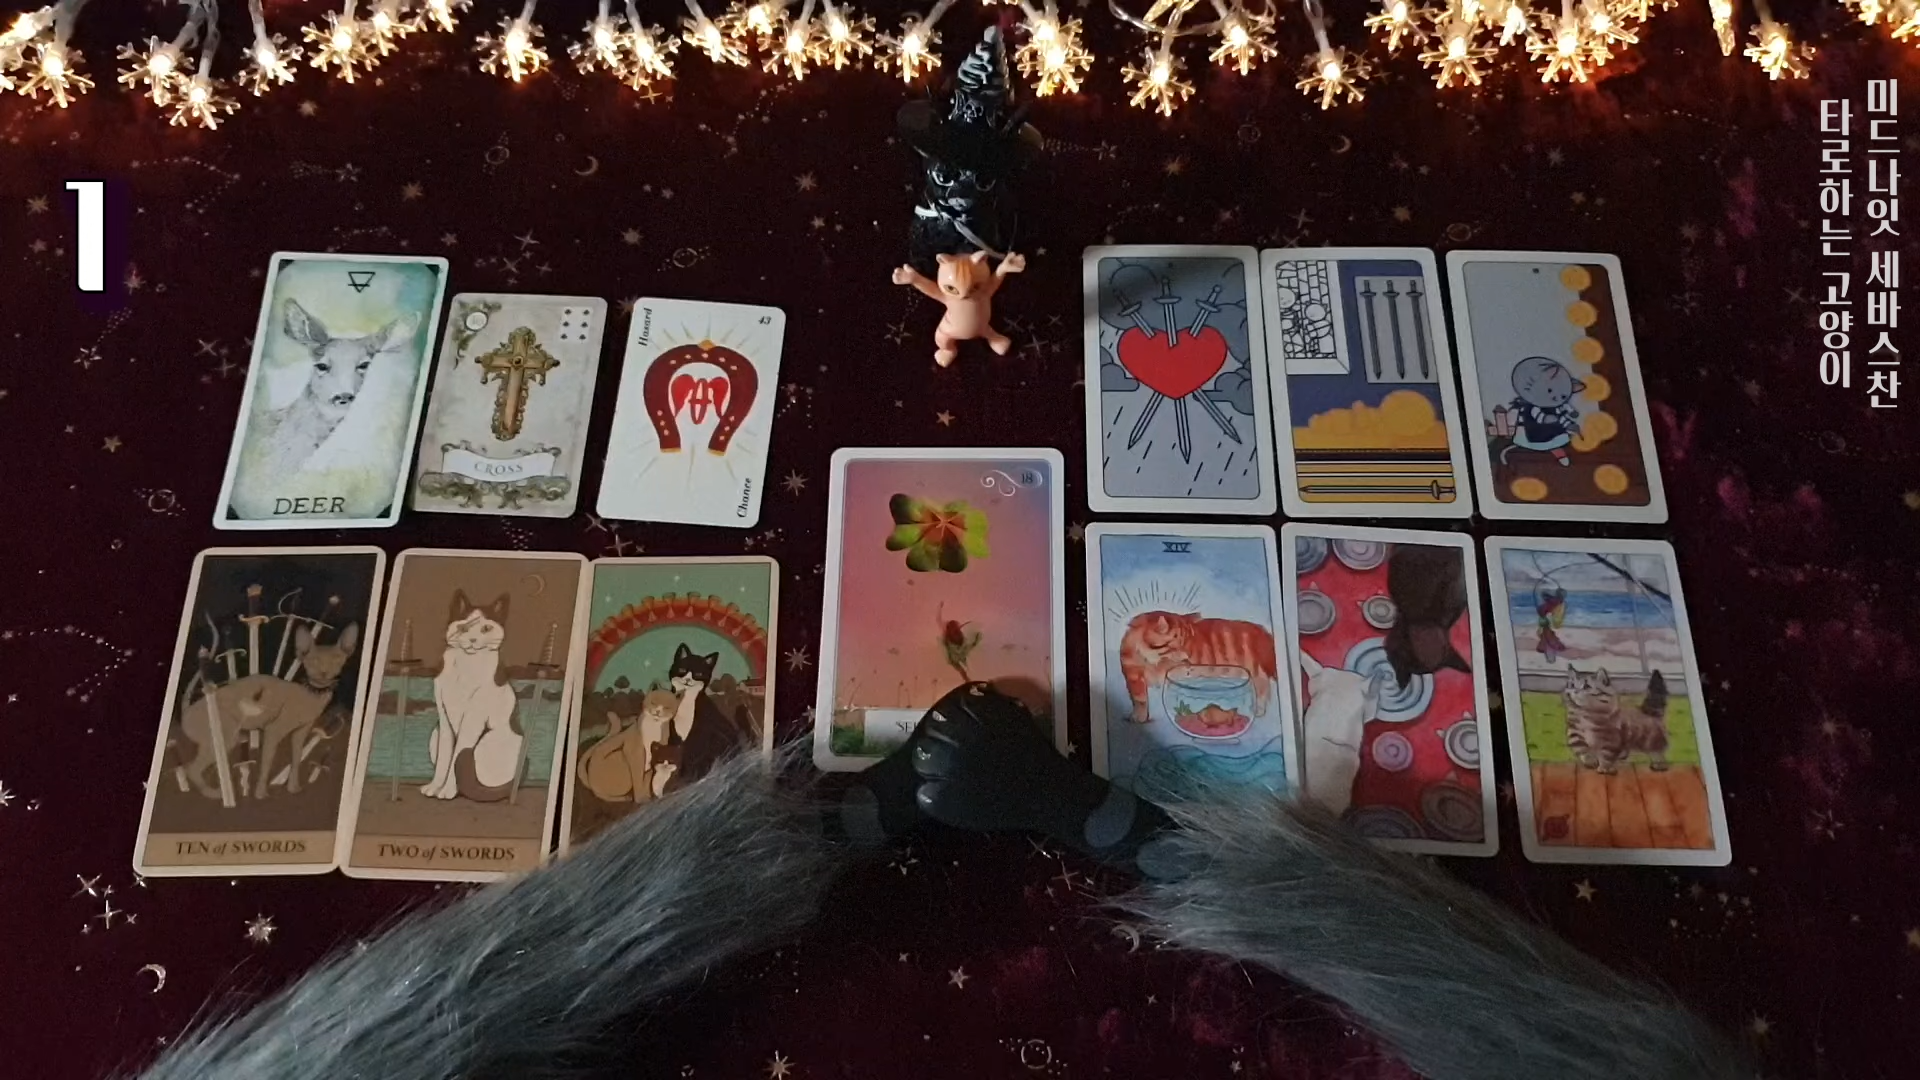 1
미드나잇 세바스찬
타로하는 고양이
DEER
CROSS
Hasard
43
Chance
18
XIV
TEN of SWORDS
TWO of SWORDS